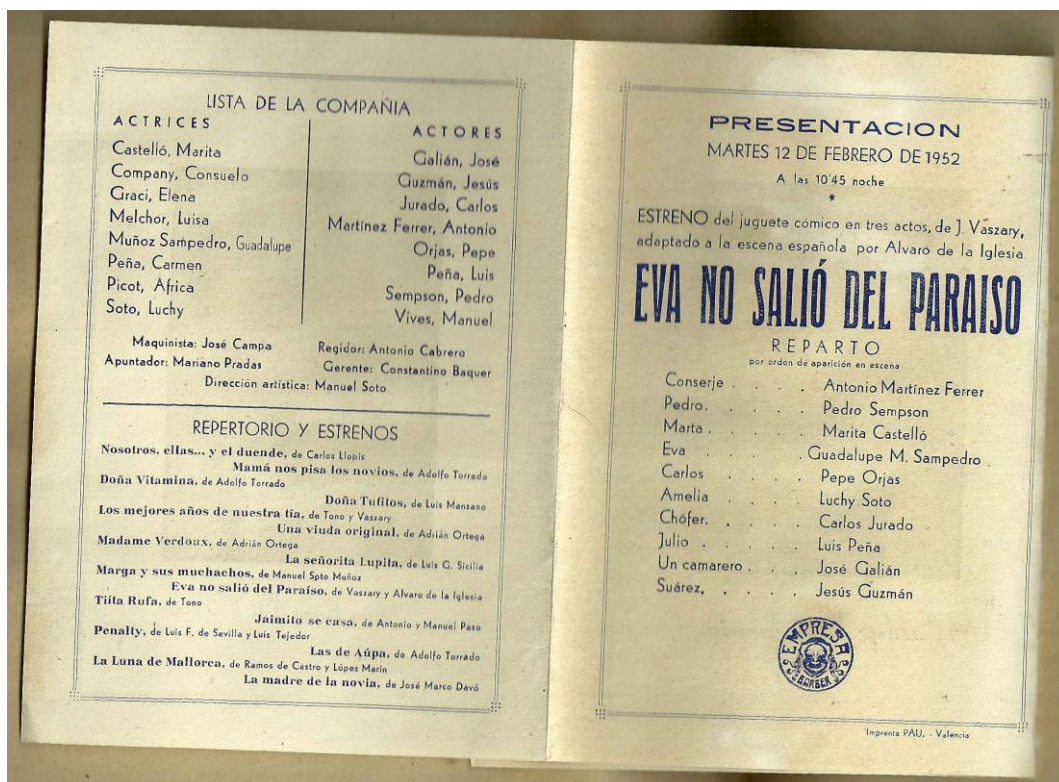 LISTA DE LA COMPAÑIA
ACTRICES
Castelló, Marita
Company, Consuelo
Graci, Elena
Melchor, Luisa
Muñoz Sampedro, Guadalupe
Peña, Carmen
Picot, Africa
Soto, Luchy
ACTORES
Galián, José
Guzmán, Jesús
Jurado, Carlos
Martínez Ferrer, Antonio
Orjas, Pepe
Peña, Luis
Sempson, Pedro
Vives, Manuel
Maquinista: José Campa
Regidor: Antonio Cabrero
Apuntador: Mariano Pradas
Gerente: Constantino Baquer
Dirección artística: Manuel Soto
REPERTORIO Y ESTRENOS
Nosotros, ellas... y el duende, de Carlos Llopis
Mamá nos pisa los novios, de Adolfo Torrado
Doña Vitamina, de Adolfo Torrado
Doña Tufitos, de Luis Manzano
Los mejores años de nuestra tía, de Tono y Vaszary
Una viuda original, de Adrián Ortega
Madame Verdoux, de Adrián Ortega
La señorita Lupita, de Luis G. Sicilia
Marga y sus muchachos, de Manuel Spto Muñoz
Eva no salió del Paraíso, de Vaszary y Alvaro de la Iglesia
Tiíta Rufa, de Tono
Jaimito se casa, de Antonio y Manuel Paso
Penalty, de Luis F. de Sevilla y Luis Tejedor
Las de Aúpa, de Adolfo Torrado
La Luna de Mallorca, de Ramos de Castro y López Marín
La madre de la novia, de José Marco Davó
PRESENTACION
MARTES 12 DE FEBRERO DE 1952
A las 10'45 noche
*
ESTRENO del juguete cómico en tres actos, de J. Vaszary,
adaptado a la escena española por Alvaro de la Iglesia
EVA NO SALIÓ DEL PARAISO
REPARTO
por orden de aparición en escena
Conserje . . . . Antonio Martínez Ferrer
Pedro. . . . . Pedro Sempson
Marta . . . . . Marita Castelló
Eva . . . . . Guadalupe M. Sampedro
Carlos . . . . Pepe Orjas
Amelia . . . . Luchy Soto
Chófer. . . . . Carlos Jurado
Julio . . . . . Luis Peña
Un camarero . . . José Galián
Suárez. . . . . Jesús Guzmán
EMPRESA
BARBER
Imprenta PAU. - Valencia